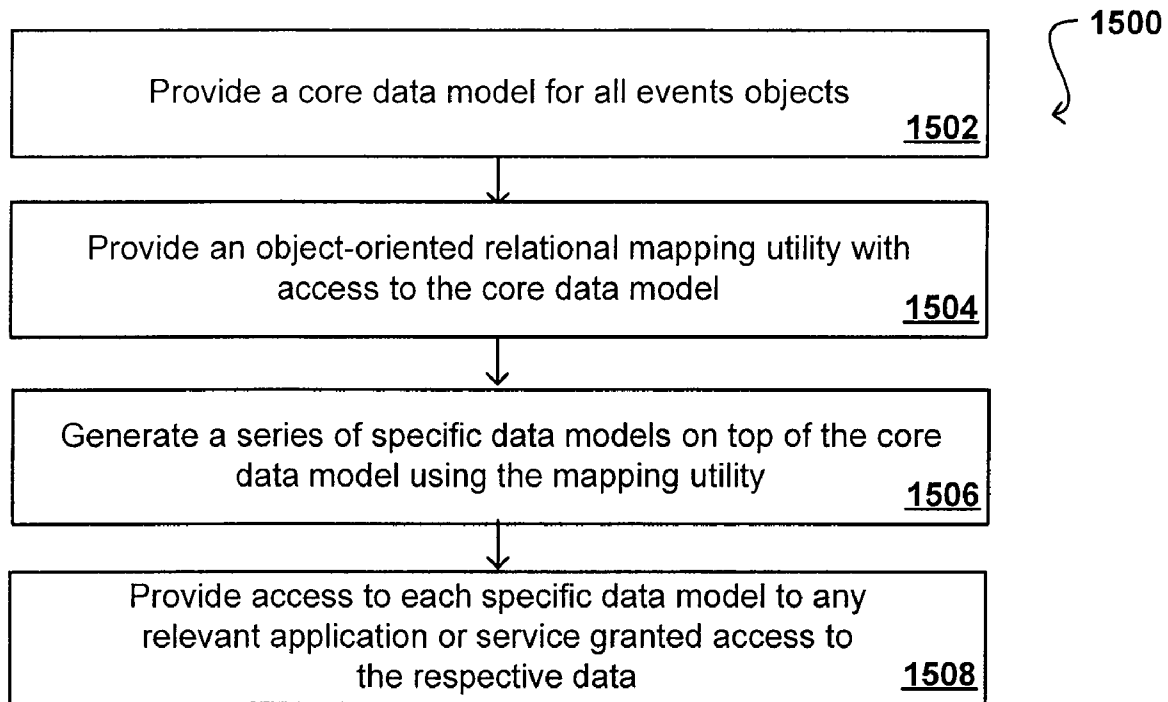 1500
Provide a core data model for all events objects
1502
Provide an object-oriented relational mapping utility with
access to the core data model
1504
Generate a series of specific data models on top of the core
data model using the mapping utility
1506
Provide access to each specific data model to any
relevant application or service granted access to
the respective data
1508